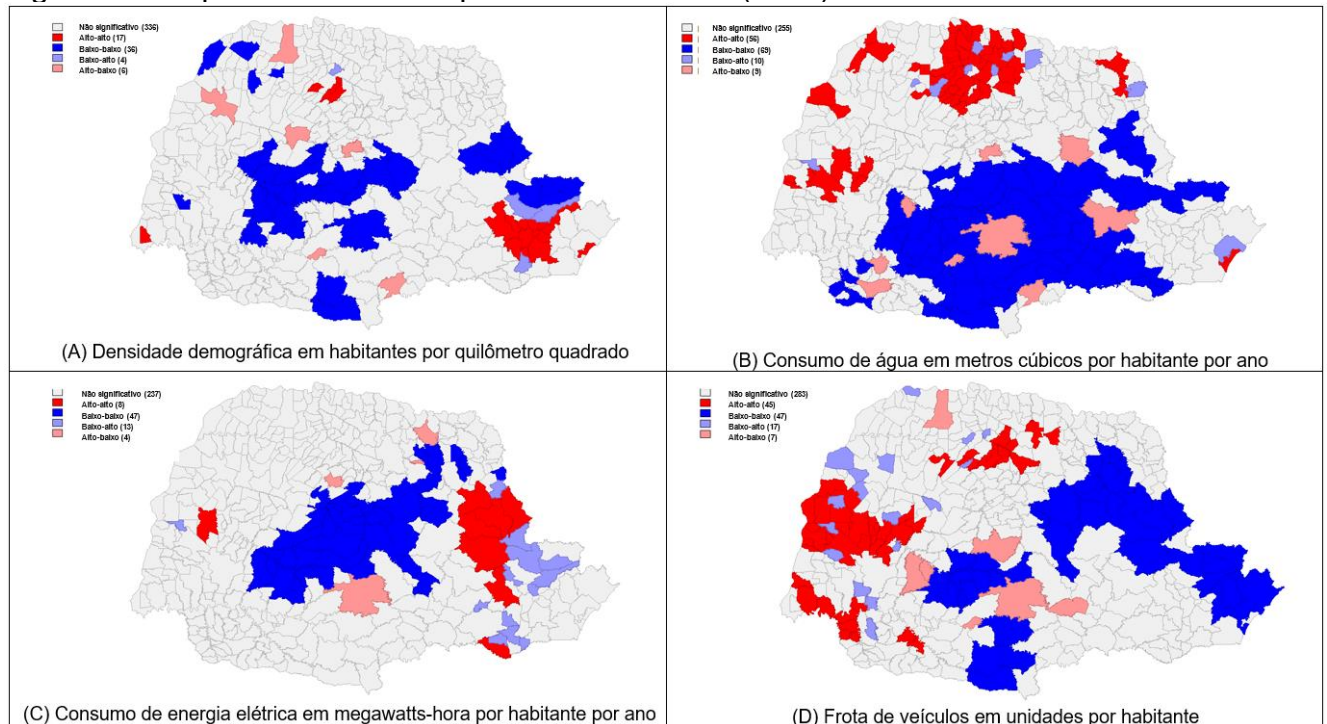 Não significativo (336)
Alto-alto (17)
Baixo-baixo (36)
Baixo-alto (4)
Alto-baixo (6)
(A) Densidade demográfica em habitantes por quilômetro quadrado
Não significativo (255)
Alto-alto (56)
Baixo-baixo (69)
Baixo-alto (10)
Alto-baixo (9)
(B) Consumo de água em metros cúbicos por habitante por ano
Não significativo (237)
Alto-alto (8)
Baixo-baixo (47)
Baixo-alto (13)
Alto-baixo (4)
(C) Consumo de energia elétrica em megawatts-hora por habitante por ano
Não significativo (283)
Alto-alto (45)
Baixo-baixo (47)
Baixo-alto (17)
Alto-baixo (7)
(D) Frota de veículos em unidades por habitante